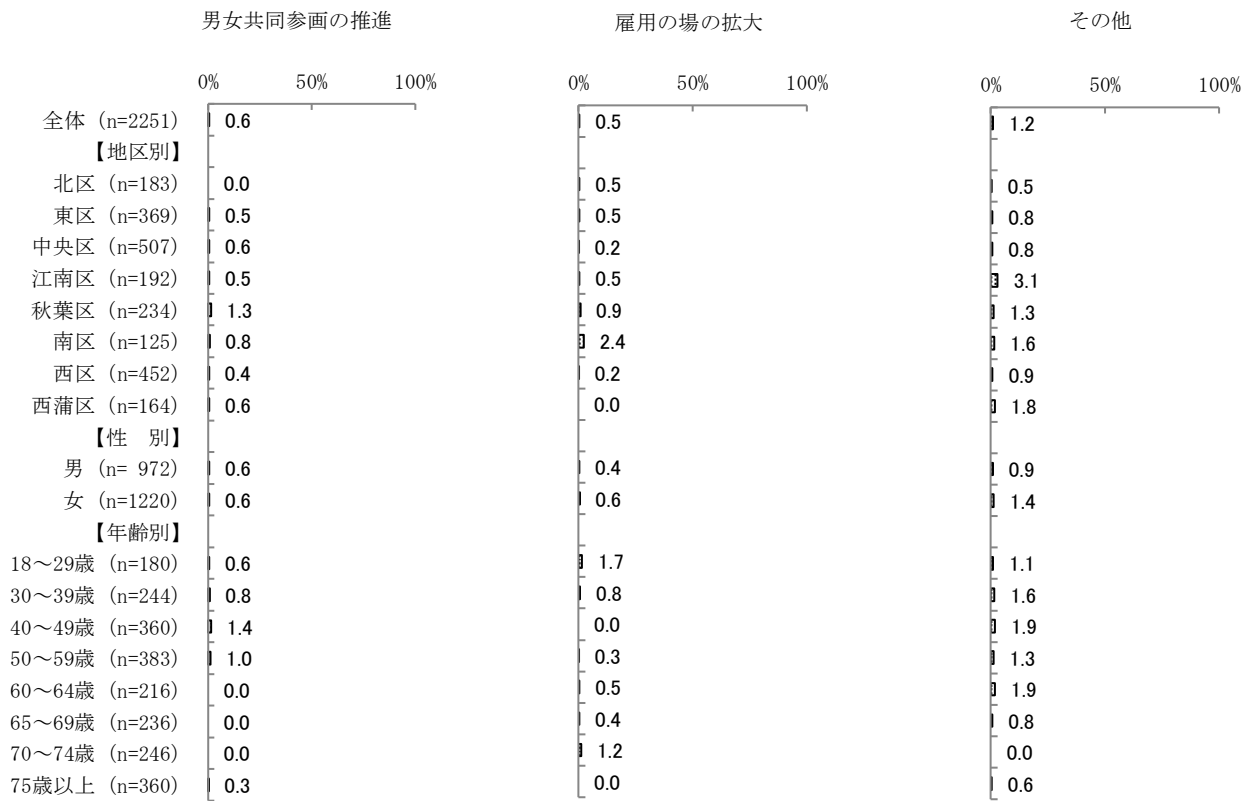 男女共同参画の推進 雇用の場の拡大 その他
0% 50% 100% 0% 50% 100% 0% 50% 100%
全体 (n=2251) 0.6 0.5 1.2
【地区別】
北区 (n=183) 0.0 0.5 0.5
東区 (n=369) 0.5 0.5 0.8
中央区 (n=507) 0.6 0.2 0.8
江南区 (n=192) 0.5 0.5 3.1
秋葉区 (n=234) 1.3 0.9 1.3
南区 (n=125) 0.8 2.4 1.6
西区 (n=452) 0.4 0.2 0.9
西蒲区 (n=164) 0.6 0.0 1.8
【性　別】
男 (n= 972) 0.6 0.4 0.9
女 (n=1220) 0.6 0.6 1.4
【年齢別】
18～29歳 (n=180) 0.6 1.7 1.1
30～39歳 (n=244) 0.8 0.8 1.6
40～49歳 (n=360) 1.4 0.0 1.9
50～59歳 (n=383) 1.0 0.3 1.3
60～64歳 (n=216) 0.0 0.5 1.9
65～69歳 (n=236) 0.0 0.4 0.8
70～74歳 (n=246) 0.0 1.2 0.0
75歳以上 (n=360) 0.3 0.0 0.6